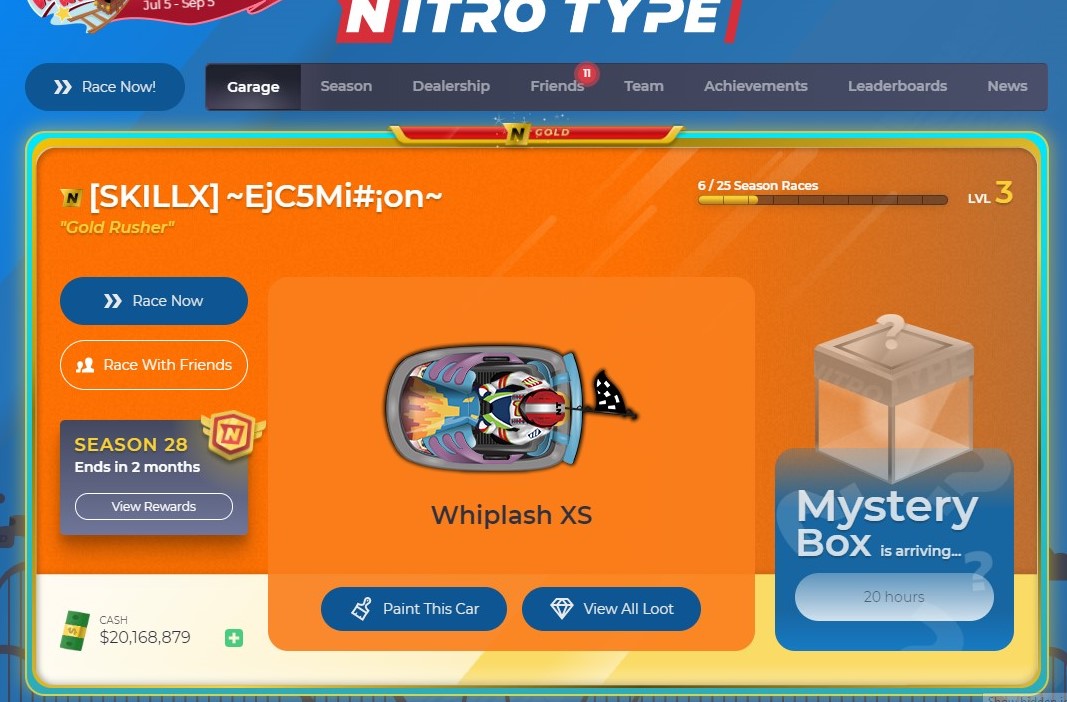 Jul 5 - Sep 5
NITRO TYPE
Race Now!
Garage
Season
Dealership
Friends
11
Team
Achievements
Leaderboards
News
N GOLD
N [SKILLX] ~EjC5Mi#¡on~
"Gold Rusher"
6 / 25 Season Races
LVL 3
Race Now
Race With Friends
SEASON 28
Ends in 2 months
View Rewards
N
Whiplash XS
Paint This Car
View All Loot
?
NITRO TYPE
Mystery
Box is arriving...
20 hours
CASH
$20,168,879